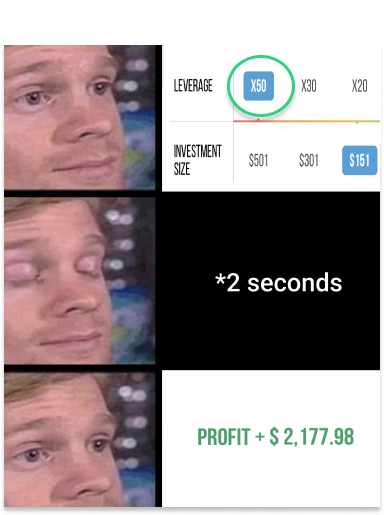 LEVERAGE X50 X30 X20
INVESTMENT
SIZE $501 $301 $151
*2 seconds
PROFIT + $ 2,177.98